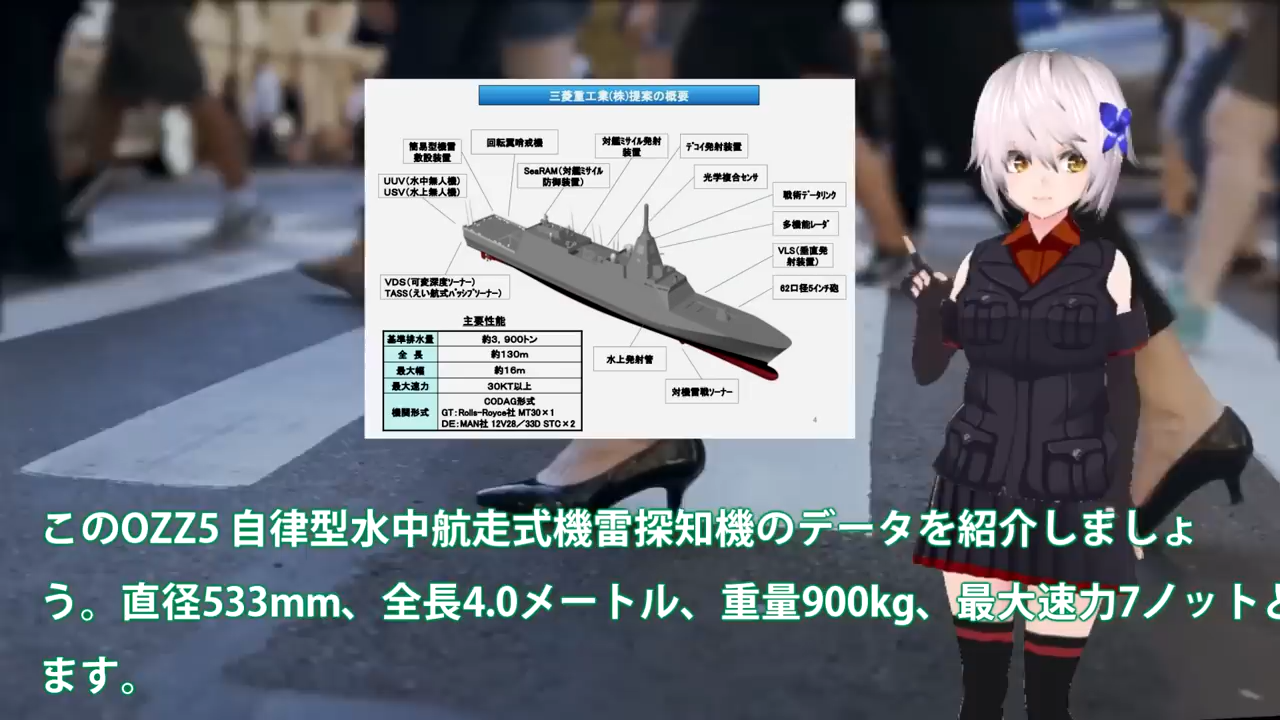 三菱重工業(株)提案の概要
簡易型機雷
敷設装置
回転翼哨戒機
対艦ﾐｻｲﾙ発射
装置
ﾃﾞｺｲ発射装置
UUV(水中無人機)
USV(水上無人機)
SeaRAM(対艦ﾐｻｲﾙ
防御装置)
光学複合ｾﾝｻ
戦術ﾃﾞｰﾀﾘﾝｸ
多機能ﾚｰﾀﾞ
VLS(垂直発
射装置)
62口径5ｲﾝﾁ砲
VDS(可変深度ｿｰﾅｰ)
TASS(えい航式ﾊﾟｯｼﾌﾞｿｰﾅｰ)
水上発射管
対機雷戦ｿｰﾅｰ
主要性能
基準排水量 約3,900トン
全 長 約130m
最大幅 約16m
最大速力 30KT以上
機関形式 CODAG形式
GT:Rolls-Royce社 MT30×1
DE:MAN社 12V28/33D STC×2
4
このOZZ5 自律型水中航走式機雷探知機のデータを紹介しましょ
う。直径533mm、全長4.0メートル、重量900kg、最大速力7ノットと
ます。